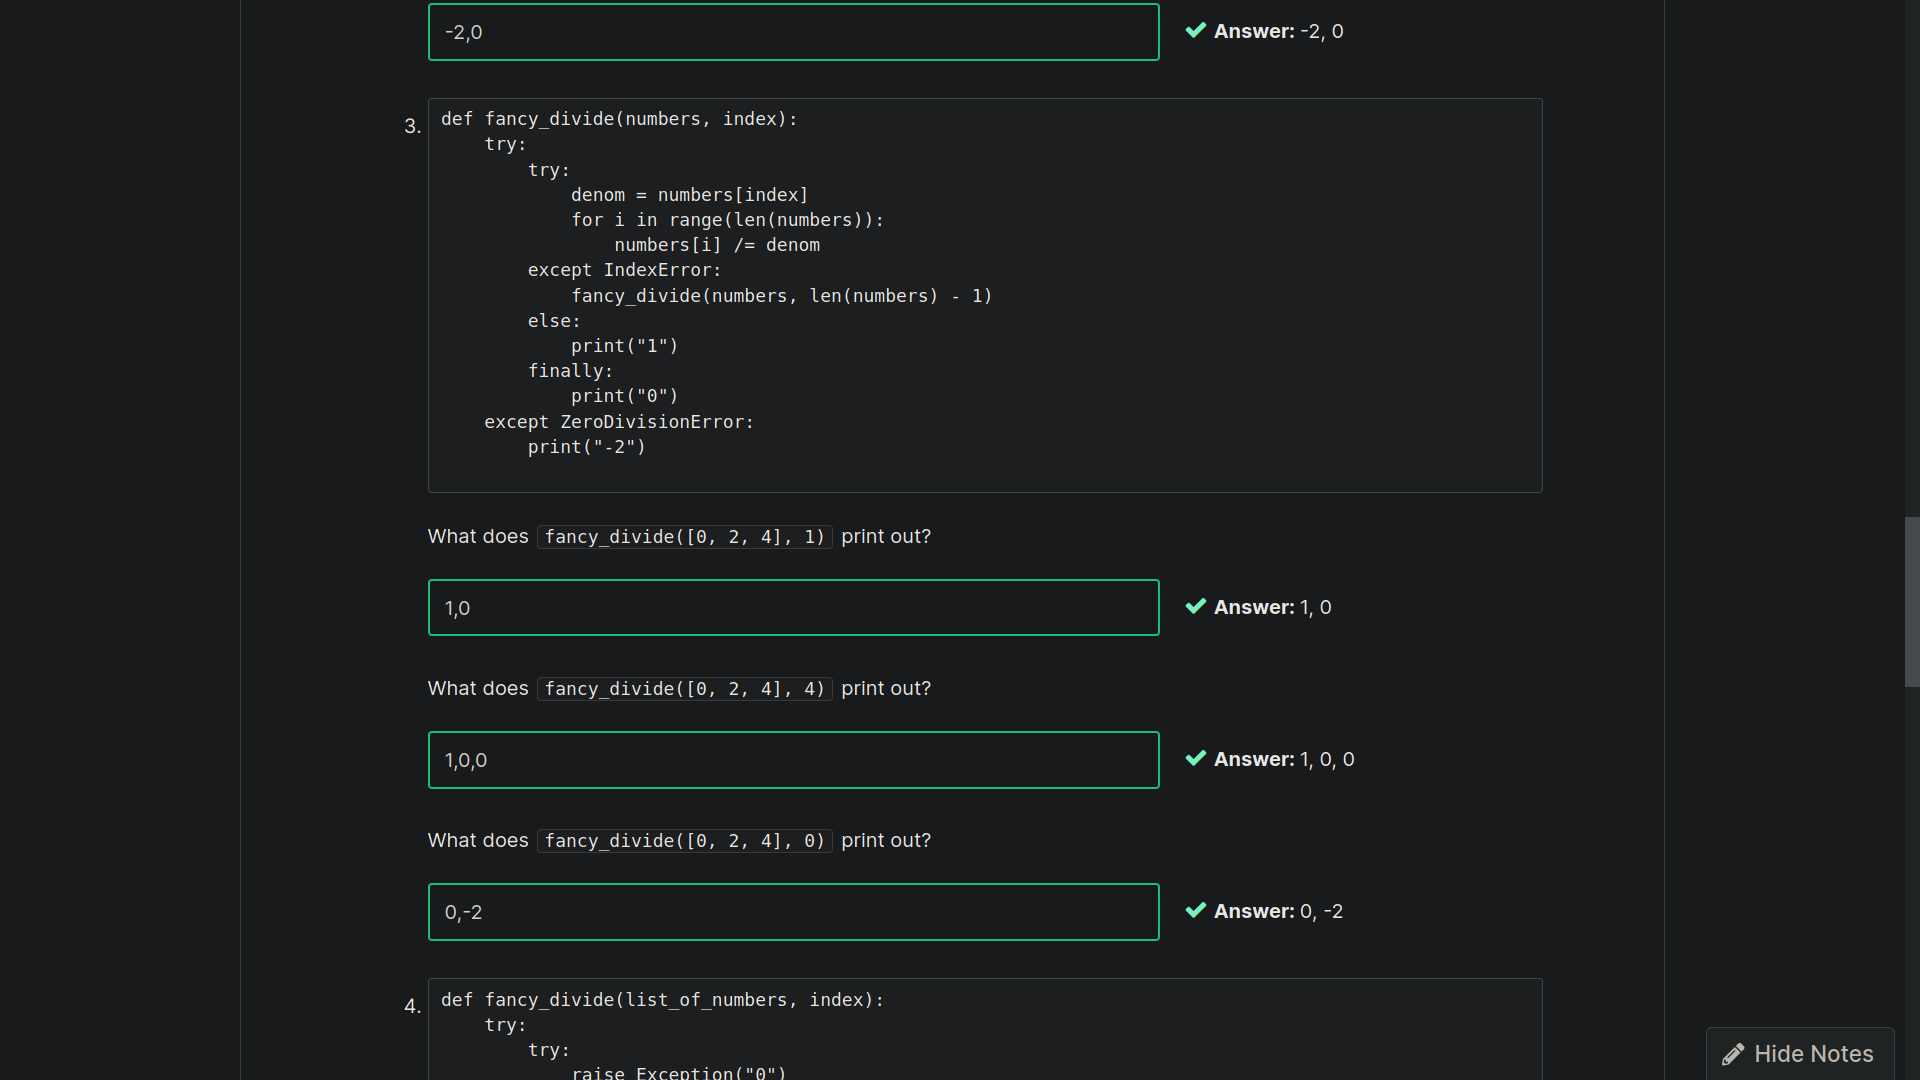 -2,0
Answer: -2, 0
3.
def fancy_divide(numbers, index):
    try:
        try:
            denom = numbers[index]
            for i in range(len(numbers)):
                numbers[i] /= denom
        except IndexError:
            fancy_divide(numbers, len(numbers) - 1)
        else:
            print("1")
        finally:
            print("0")
    except ZeroDivisionError:
        print("-2")
What does fancy_divide([0, 2, 4], 1) print out?
1,0
Answer: 1, 0
What does fancy_divide([0, 2, 4], 4) print out?
1,0,0
Answer: 1, 0, 0
What does fancy_divide([0, 2, 4], 0) print out?
0,-2
Answer: 0, -2
4.
def fancy_divide(list_of_numbers, index):
    try:
        try:
            raise Exception("0")
Hide Notes